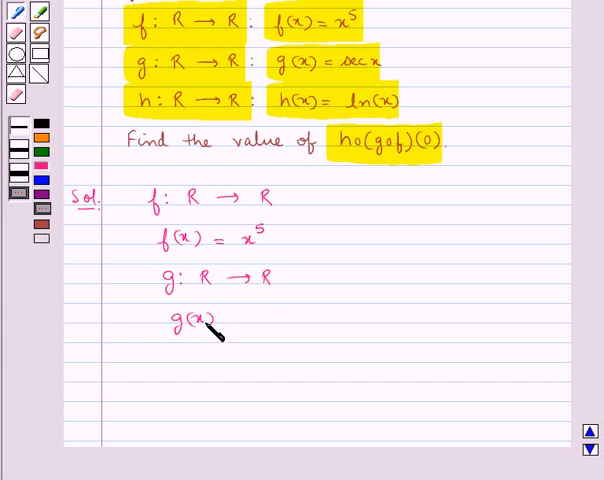 f: R → R : f(x) = x⁵
g: R → R : g(x) = sec x
h: R → R : h(x) = ln(x)
Find the value of ho(gof)(0).
Sol. f: R → R
f(x) = x⁵
g: R → R
g(x)